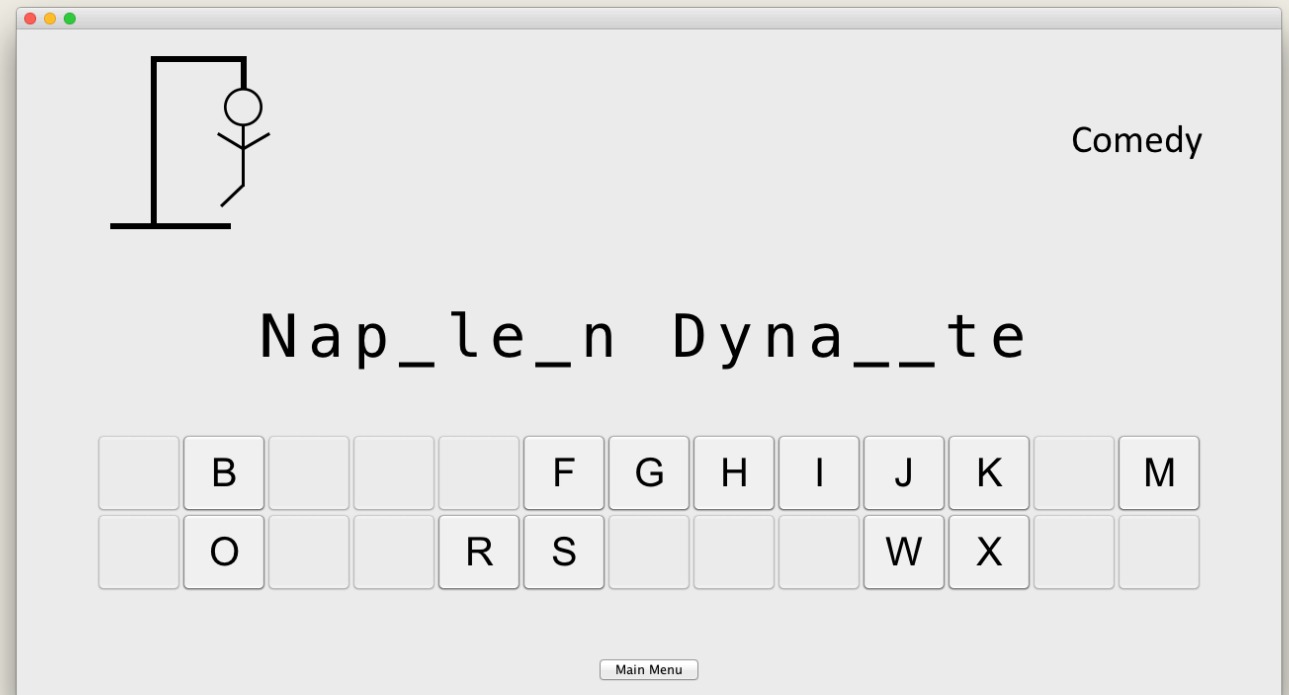 Comedy
Nap_le_n Dyna__te
B F G H I J K M
O R S W X
Main Menu